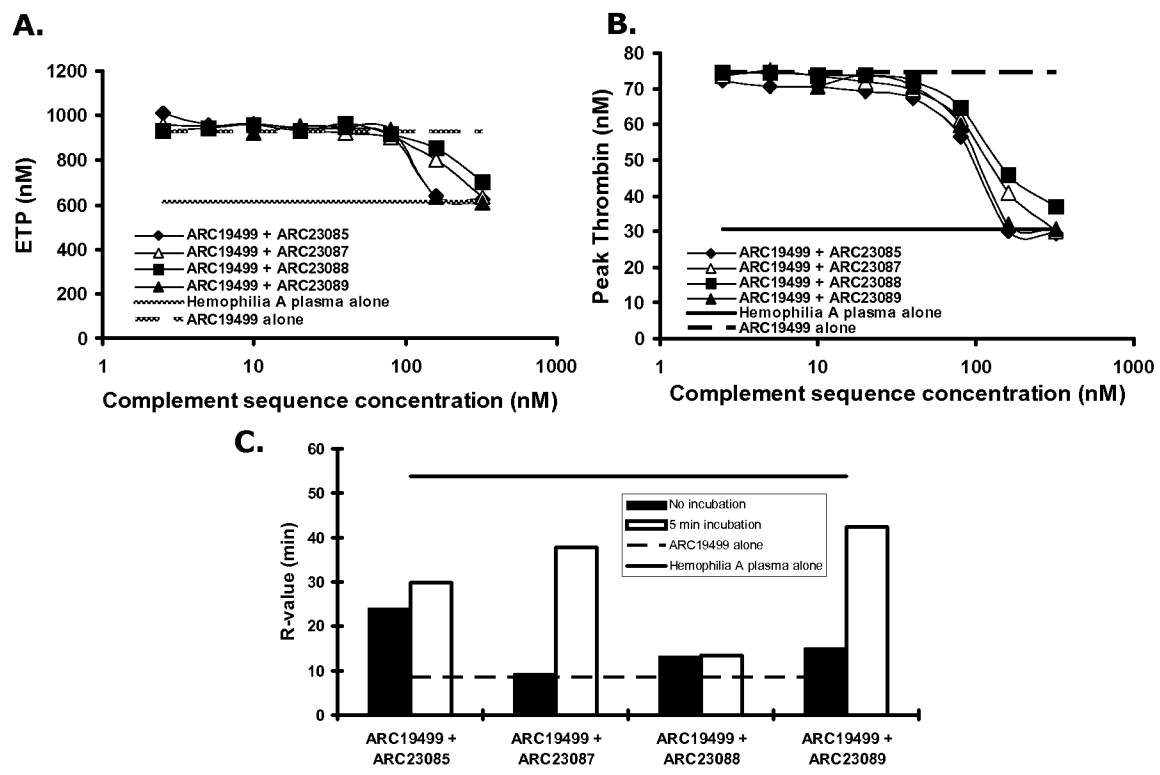 A.
1200
1000
800
600
400
200
0
ETP (nM)
ARC19499 + ARC23085
ARC19499 + ARC23087
ARC19499 + ARC23088
ARC19499 + ARC23089
Hemophilia A plasma alone
ARC19499 alone
1 10 100 1000
Complement sequence concentration (nM)
B.
80
70
60
50
40
30
20
10
0
Peak Thrombin (nM)
ARC19499 + ARC23085
ARC19499 + ARC23087
ARC19499 + ARC23088
ARC19499 + ARC23089
Hemophilia A plasma alone
ARC19499 alone
1 10 100 1000
Complement sequence concentration (nM)
C.
60
50
40
30
20
10
0
R-value (min)
No incubation
5 min incubation
ARC19499 alone
Hemophilia A plasma alone
ARC19499 +
ARC23085
ARC19499 +
ARC23087
ARC19499 +
ARC23088
ARC19499 +
ARC23089